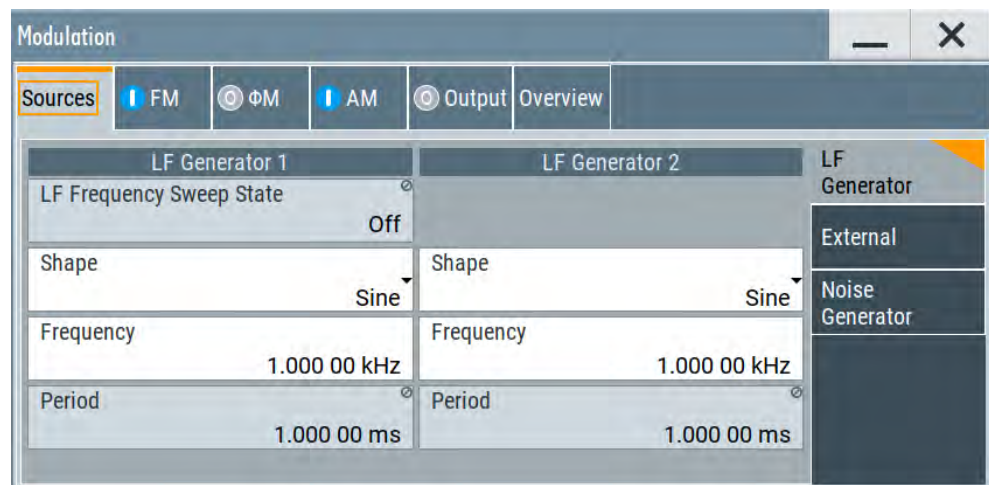 Modulation
Sources FM ΦM AM Output Overview
LF Generator 1
LF Frequency Sweep State
Off
Shape
Sine
Frequency
1.000 00 kHz
Period
1.000 00 ms
LF Generator 2
Shape
Sine
Frequency
1.000 00 kHz
Period
1.000 00 ms
LF
Generator
External
Noise
Generator